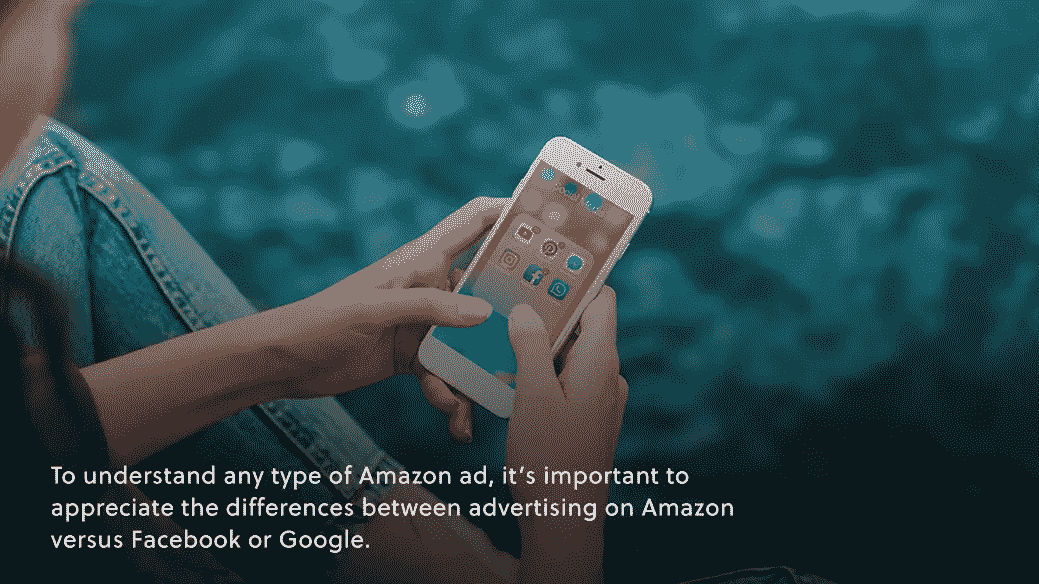 To understand any type of Amazon ad, it's important to
appreciate the differences between advertising on Amazon
versus Facebook or Google.